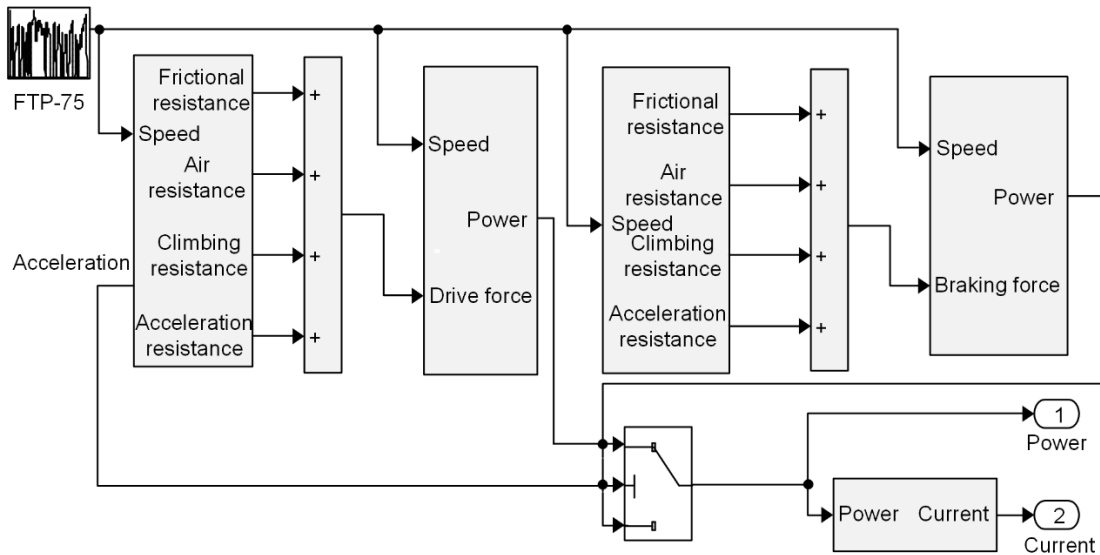 FTP-75
Speed
Frictional
resistance
Air
resistance
Climbing
resistance
Acceleration
resistance
Acceleration
+
+
+
+
Speed
Power
Drive force
Speed
Frictional
resistance
Air
resistance
Climbing
resistance
Acceleration
resistance
+
+
+
+
Speed
Power
Braking force
1
Power
Power
Current
2
Current